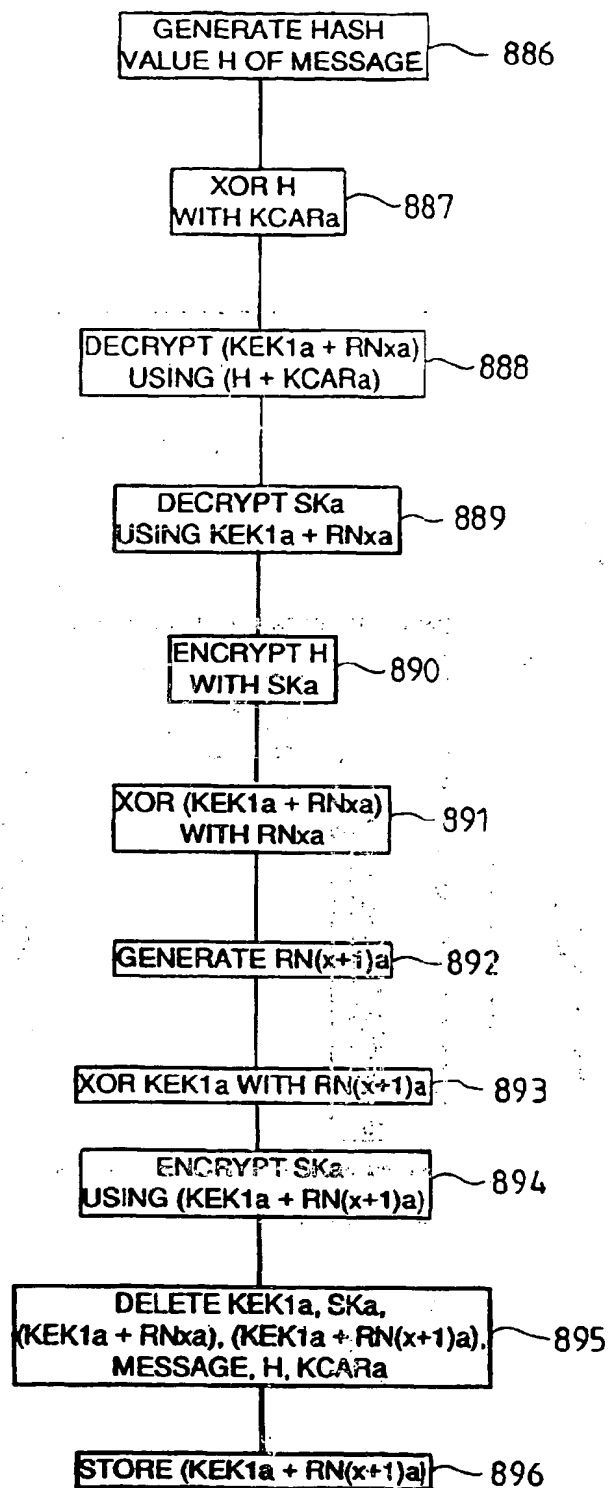 GENERATE HASH
VALUE H OF MESSAGE
886
XOR H
WITH KCARa
887
DECRYPT (KEK1a + RNxa)
USING (H + KCARa)
888
DECRYPT SKa
USING KEK1a + RNxa
889
ENCRYPT H
WITH SKa
890
XOR (KEK1a + RNxa)
WITH RNxa
891
GENERATE RN(x+1)a
892
XOR KEK1a WITH RN(x+1)a
893
ENCRYPT SKa
USING (KEK1a + RN(x+1)a)
894
DELETE KEK1a, SKa,
(KEK1a + RNxa), (KEK1a + RN(x+1)a),
MESSAGE, H, KCARa
895
STORE (KEK1a + RN(x+1)a)
896